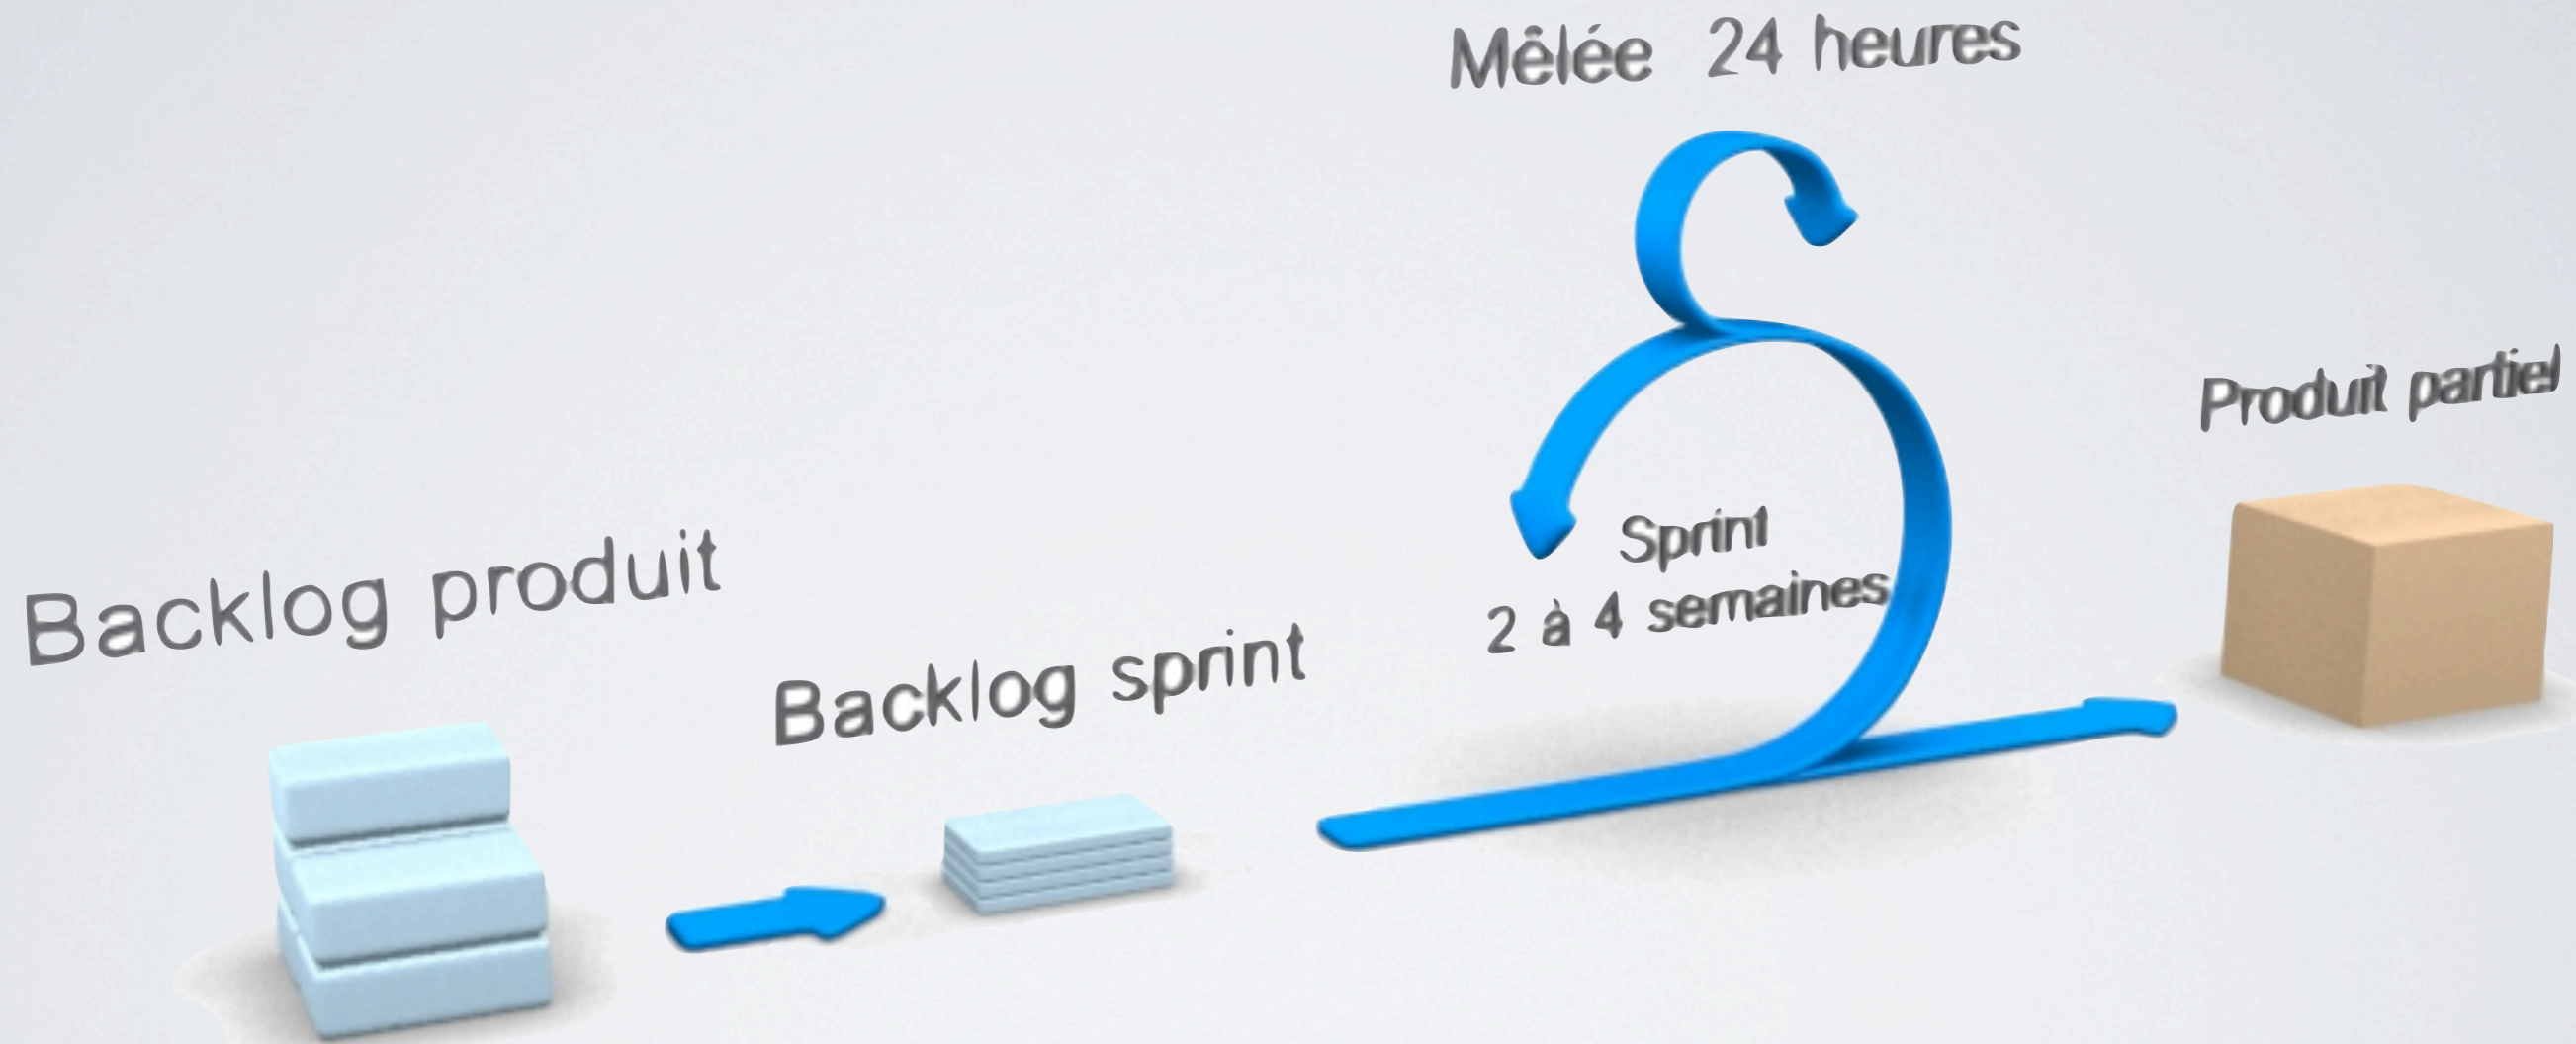 Mêlée 24 heures
Produit partiel
Sprint
2 à 4 semaines
Backlog produit
Backlog sprint